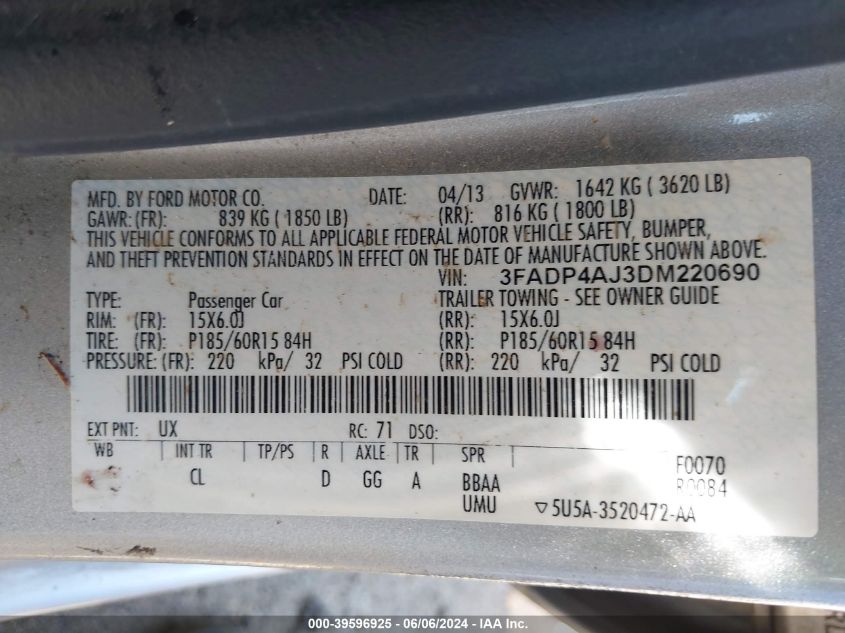 MFD. BY FORD MOTOR CO. DATE: 04/13 GVWR: 1642 KG ( 3620 LB)
GAWR: (FR): 839 KG ( 1850 LB) (RR): 816 KG ( 1800 LB)
THIS VEHICLE CONFORMS TO ALL APPLICABLE FEDERAL MOTOR VEHICLE SAFETY, BUMPER,
AND THEFT PREVENTION STANDARDS IN EFFECT ON THE DATE OF MANUFACTURE SHOWN ABOVE.
VIN: 3FADP4AJ3DM220690
TYPE: Passenger Car TRAILER TOWING - SEE OWNER GUIDE
RIM: (FR): 15X6.0J (RR): 15X6.0J
TIRE: (FR): P185/60R15 84H (RR): P185/60R15 84H
PRESSURE: (FR): 220 kPa/ 32 PSI COLD (RR): 220 kPa/ 32 PSI COLD
EXT PNT: UX RC: 71 DSO:
WB INT TR TP/PS R AXLE TR SPR F0070
CL D GG A BBAA R0084
UMU ▽5U5A-3520472-AA
000-39596925 - 06/06/2024 - IAA Inc.